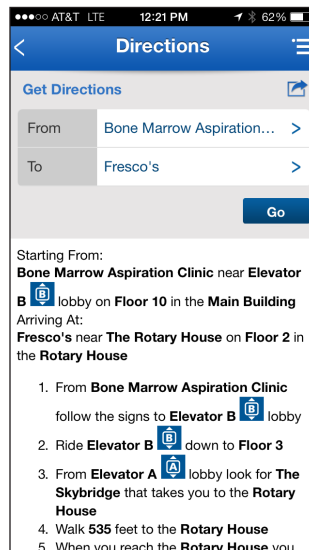 AT&T LTE 12:21 PM 62%
Directions
Get Directions
From Bone Marrow Aspiration... >
To Fresco's >
Go
Starting From:
Bone Marrow Aspiration Clinic near Elevator
B B lobby on Floor 10 in the Main Building
Arriving At:
Fresco's near The Rotary House on Floor 2 in
the Rotary House
1. From Bone Marrow Aspiration Clinic
follow the signs to Elevator B B lobby
2. Ride Elevator B B down to Floor 3
3. From Elevator A A lobby look for The
Skybridge that takes you to the Rotary
House
4. Walk 535 feet to the Rotary House
5. When you reach the Rotary House you